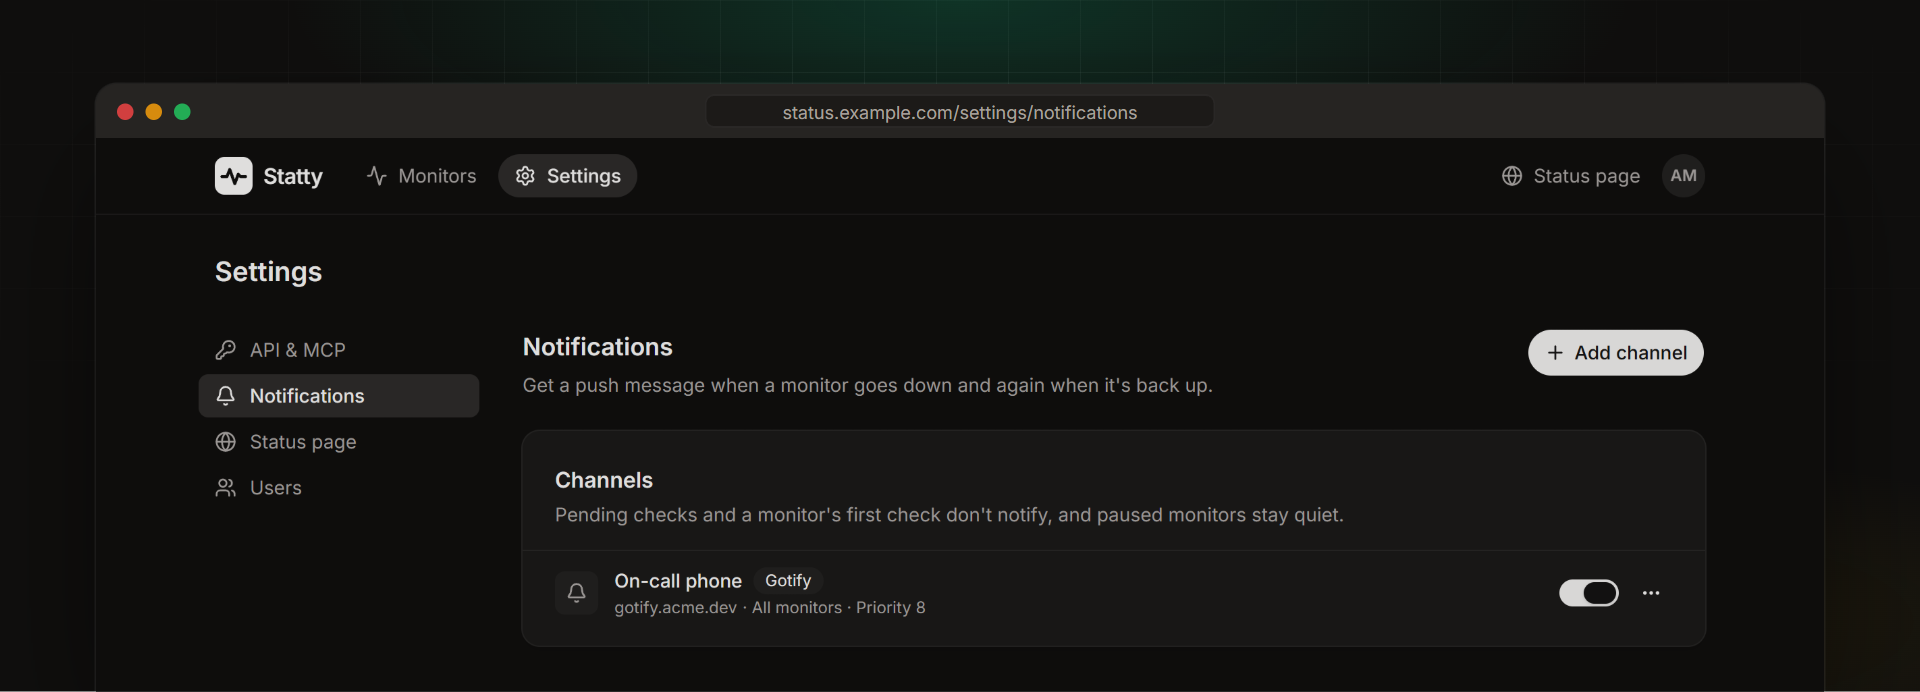 status.example.com/settings/notifications
Statty
Monitors
Settings
Status page
AM
Settings
API & MCP
Notifications
Status page
Users
Notifications
Get a push message when a monitor goes down and again when it's back up.
+ Add channel
Channels
Pending checks and a monitor's first check don't notify, and paused monitors stay quiet.
On-call phone
Gotify
gotify.acme.dev · All monitors · Priority 8